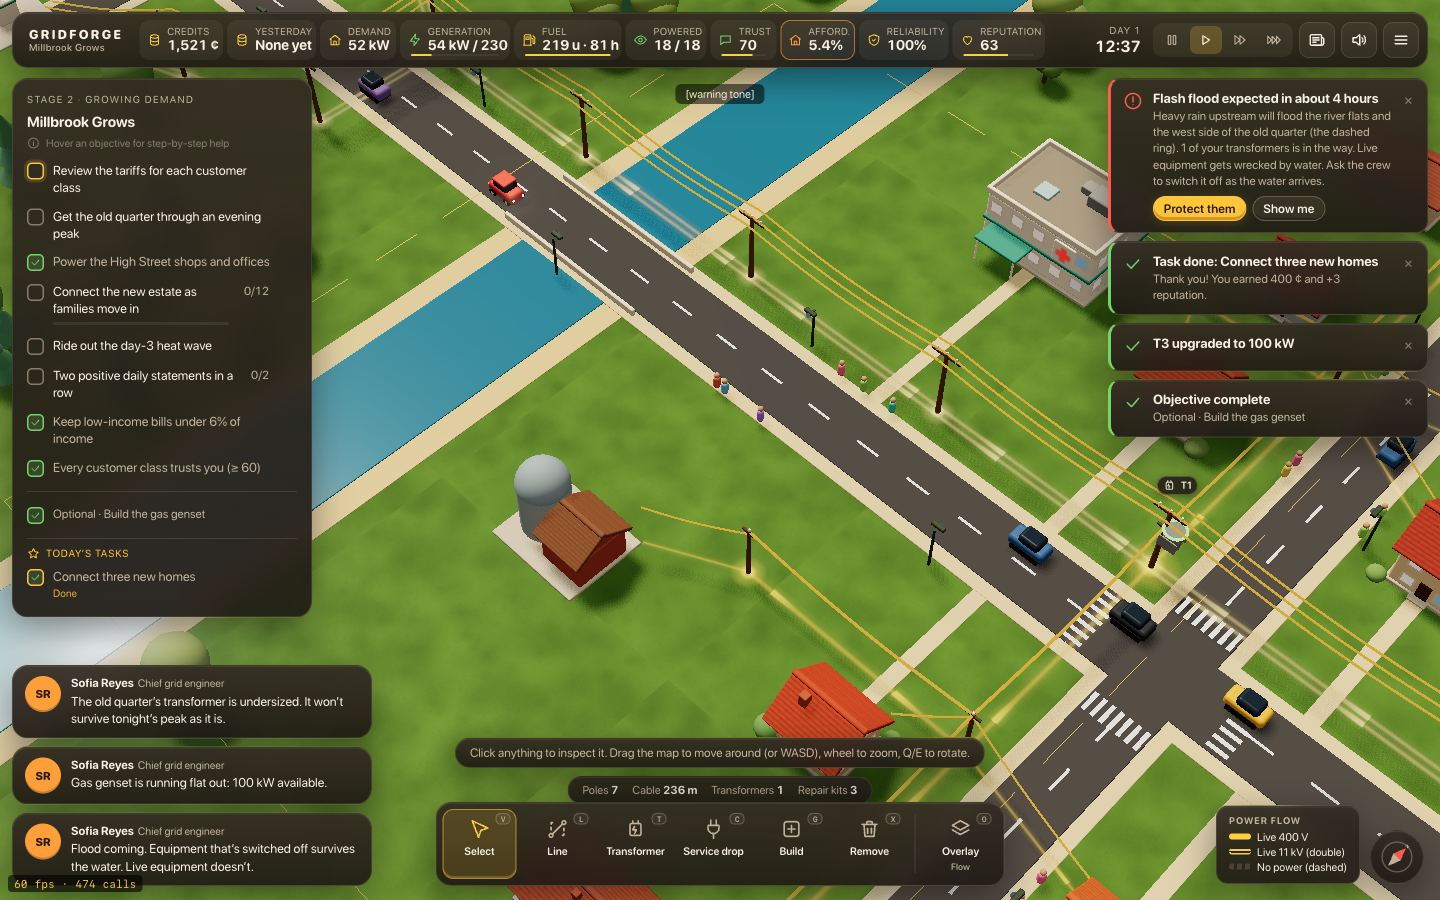 GRIDFORGE
Millbrook Grows
CREDITS
1,521 ¢
YESTERDAY
None yet
DEMAND
52 kW
GENERATION
54 kW / 230
FUEL
219 u · 81 h
POWERED
18 / 18
TRUST
70
AFFORD.
5.4%
RELIABILITY
100%
REPUTATION
63
DAY 1
12:37
[warning tone]
STAGE 2 · GROWING DEMAND
Millbrook Grows
Hover an objective for step-by-step help
Review the tariffs for each customer
class
Get the old quarter through an evening
peak
Power the High Street shops and offices
Connect the new estate as 0/12
families move in
Ride out the day-3 heat wave
Two positive daily statements in a 0/2
row
Keep low-income bills under 6% of
income
Every customer class trusts you (≥ 60)
Optional · Build the gas genset
TODAY'S TASKS
Connect three new homes
Done
Flash flood expected in about 4 hours
Heavy rain upstream will flood the river flats and
the west side of the old quarter (the dashed
ring). 1 of your transformers is in the way. Live
equipment gets wrecked by water. Ask the crew
to switch it off as the water arrives.
Protect them
Show me
Task done: Connect three new homes
Thank you! You earned 400 ¢ and +3
reputation.
T3 upgraded to 100 kW
Objective complete
Optional · Build the gas genset
T1
SR
Sofia Reyes Chief grid engineer
The old quarter's transformer is undersized. It won't
survive tonight's peak as it is.
SR
Sofia Reyes Chief grid engineer
Gas genset is running flat out: 100 kW available.
SR
Sofia Reyes Chief grid engineer
Flood coming. Equipment that's switched off survives
the water. Live equipment doesn't.
60 fps · 474 calls
Click anything to inspect it. Drag the map to move around (or WASD), wheel to zoom, Q/E to rotate.
Poles 7 Cable 236 m Transformers 1 Repair kits 3
V
Select
L
Line
T
Transformer
C
Service drop
G
Build
X
Remove
O
Overlay
Flow
POWER FLOW
Live 400 V
Live 11 kV (double)
No power (dashed)